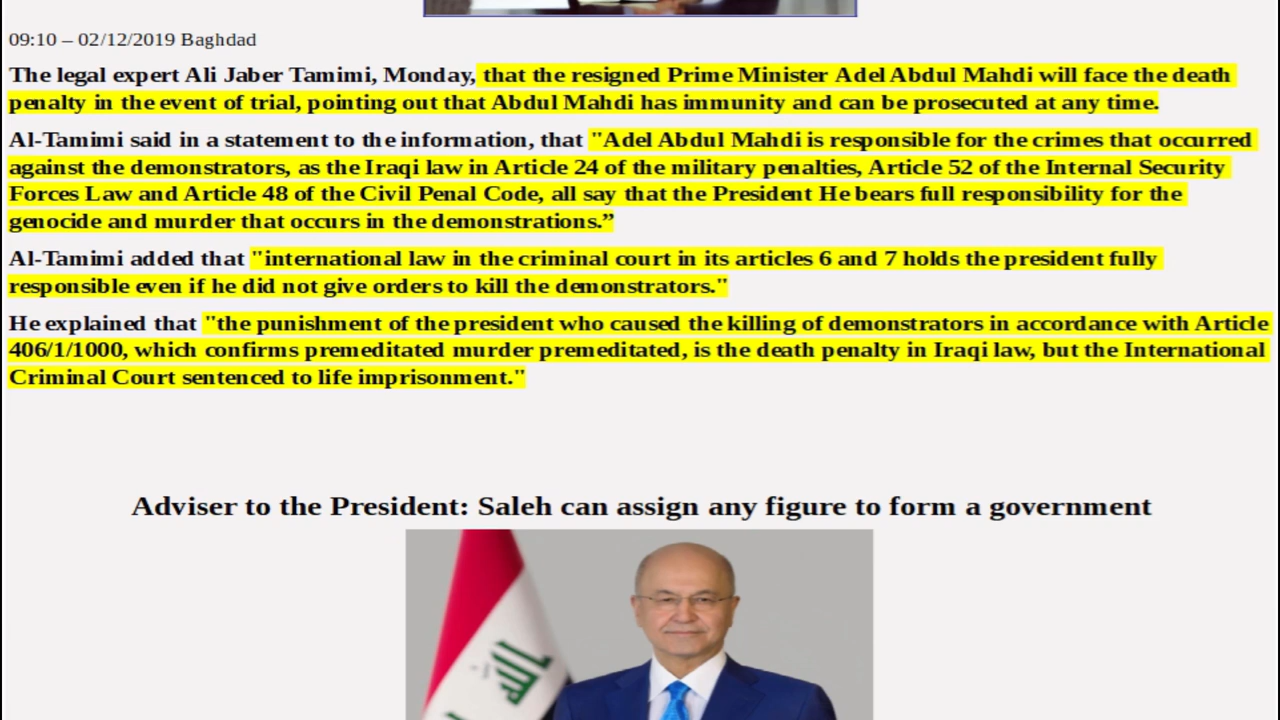 09:10 – 02/12/2019 Baghdad
The legal expert Ali Jaber Tamimi, Monday, that the resigned Prime Minister Adel Abdul Mahdi will face the death
penalty in the event of trial, pointing out that Abdul Mahdi has immunity and can be prosecuted at any time.
Al-Tamimi said in a statement to the information, that "Adel Abdul Mahdi is responsible for the crimes that occurred
against the demonstrators, as the Iraqi law in Article 24 of the military penalties, Article 52 of the Internal Security
Forces Law and Article 48 of the Civil Penal Code, all say that the President He bears full responsibility for the
genocide and murder that occurs in the demonstrations.”
Al-Tamimi added that "international law in the criminal court in its articles 6 and 7 holds the president fully
responsible even if he did not give orders to kill the demonstrators."
He explained that "the punishment of the president who caused the killing of demonstrators in accordance with Article
406/1/1000, which confirms premeditated murder premeditated, is the death penalty in Iraqi law, but the International
Criminal Court sentenced to life imprisonment."
Adviser to the President: Saleh can assign any figure to form a government
الله